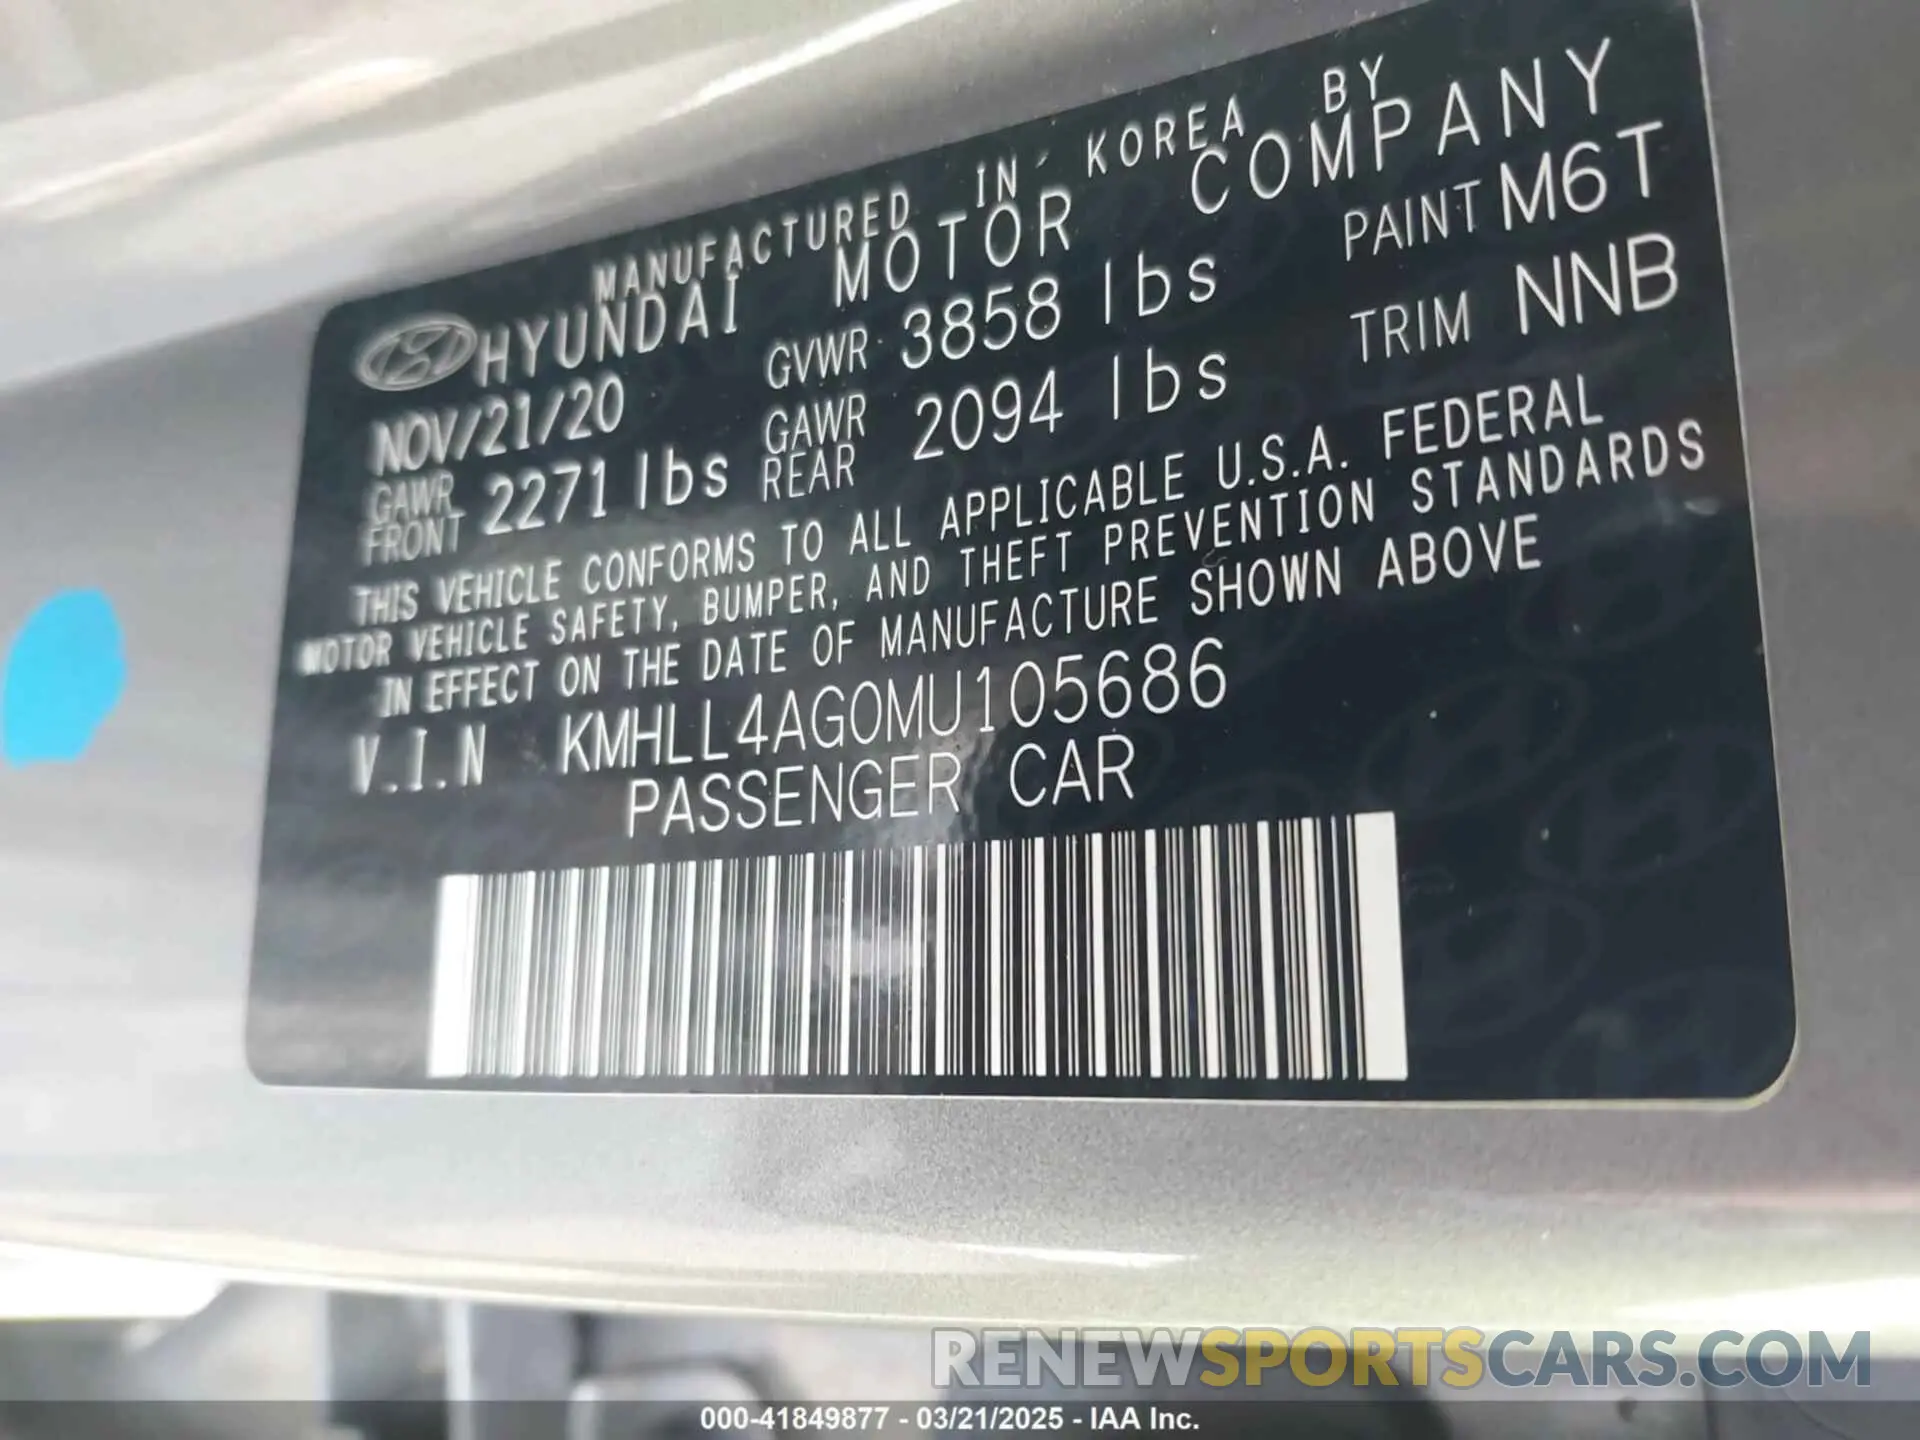 MANUFACTURED IN KOREA BY
HYUNDAI MOTOR COMPANY
NOV/21/20 GVWR 3858 lbs PAINT M6T
GAWR FRONT 2271 lbs GAWR REAR 2094 lbs TRIM NNB
THIS VEHICLE CONFORMS TO ALL APPLICABLE U.S.A. FEDERAL
MOTOR VEHICLE SAFETY, BUMPER, AND THEFT PREVENTION STANDARDS
IN EFFECT ON THE DATE OF MANUFACTURE SHOWN ABOVE
V.I.N KMHLL4AG0MU105686
PASSENGER CAR
RENEWSPORTSCARS.COM
000-41849877 - 03/21/2025 - IAA Inc.